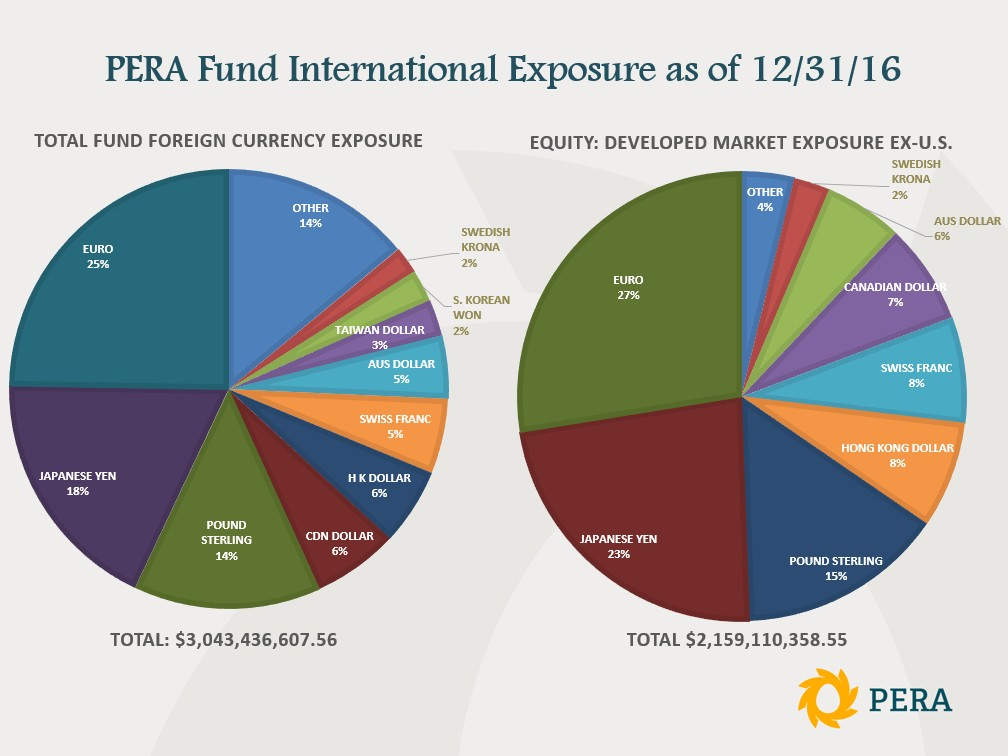 PERA Fund International Exposure as of 12/31/16
TOTAL FUND FOREIGN CURRENCY EXPOSURE
OTHER
14%
SWEDISH
KRONA
2%
S. KOREAN
WON
2%
TAIWAN DOLLAR
3%
AUS DOLLAR
5%
SWISS FRANC
5%
H K DOLLAR
6%
CDN DOLLAR
6%
POUND
STERLING
14%
JAPANESE YEN
18%
EURO
25%
TOTAL: $3,043,436,607.56
EQUITY: DEVELOPED MARKET EXPOSURE EX-U.S.
OTHER
4%
SWEDISH
KRONA
2%
AUS DOLLAR
6%
CANADIAN DOLLAR
7%
SWISS FRANC
8%
HONG KONG DOLLAR
8%
POUND STERLING
15%
JAPANESE YEN
23%
EURO
27%
TOTAL $2,159,110,358.55
PERA